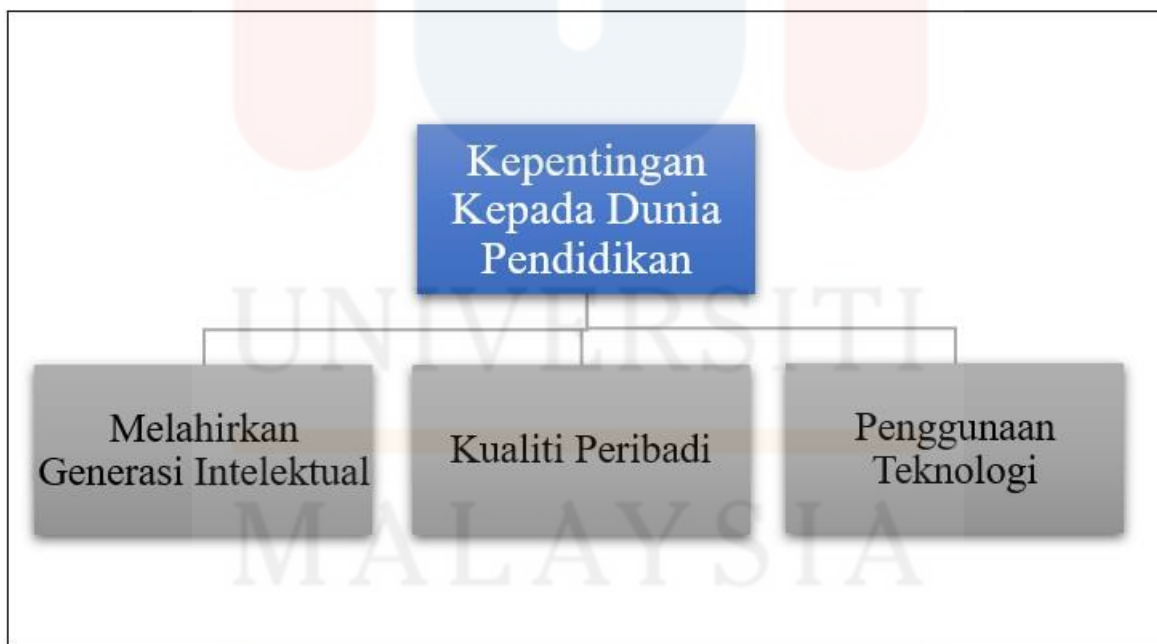 Kepentingan
Kepada Dunia
Pendidikan
UNIVERSITI
Melahirkan
Generasi Intelektual
Kualiti Peribadi
Penggunaan
Teknologi
MALAYSIA